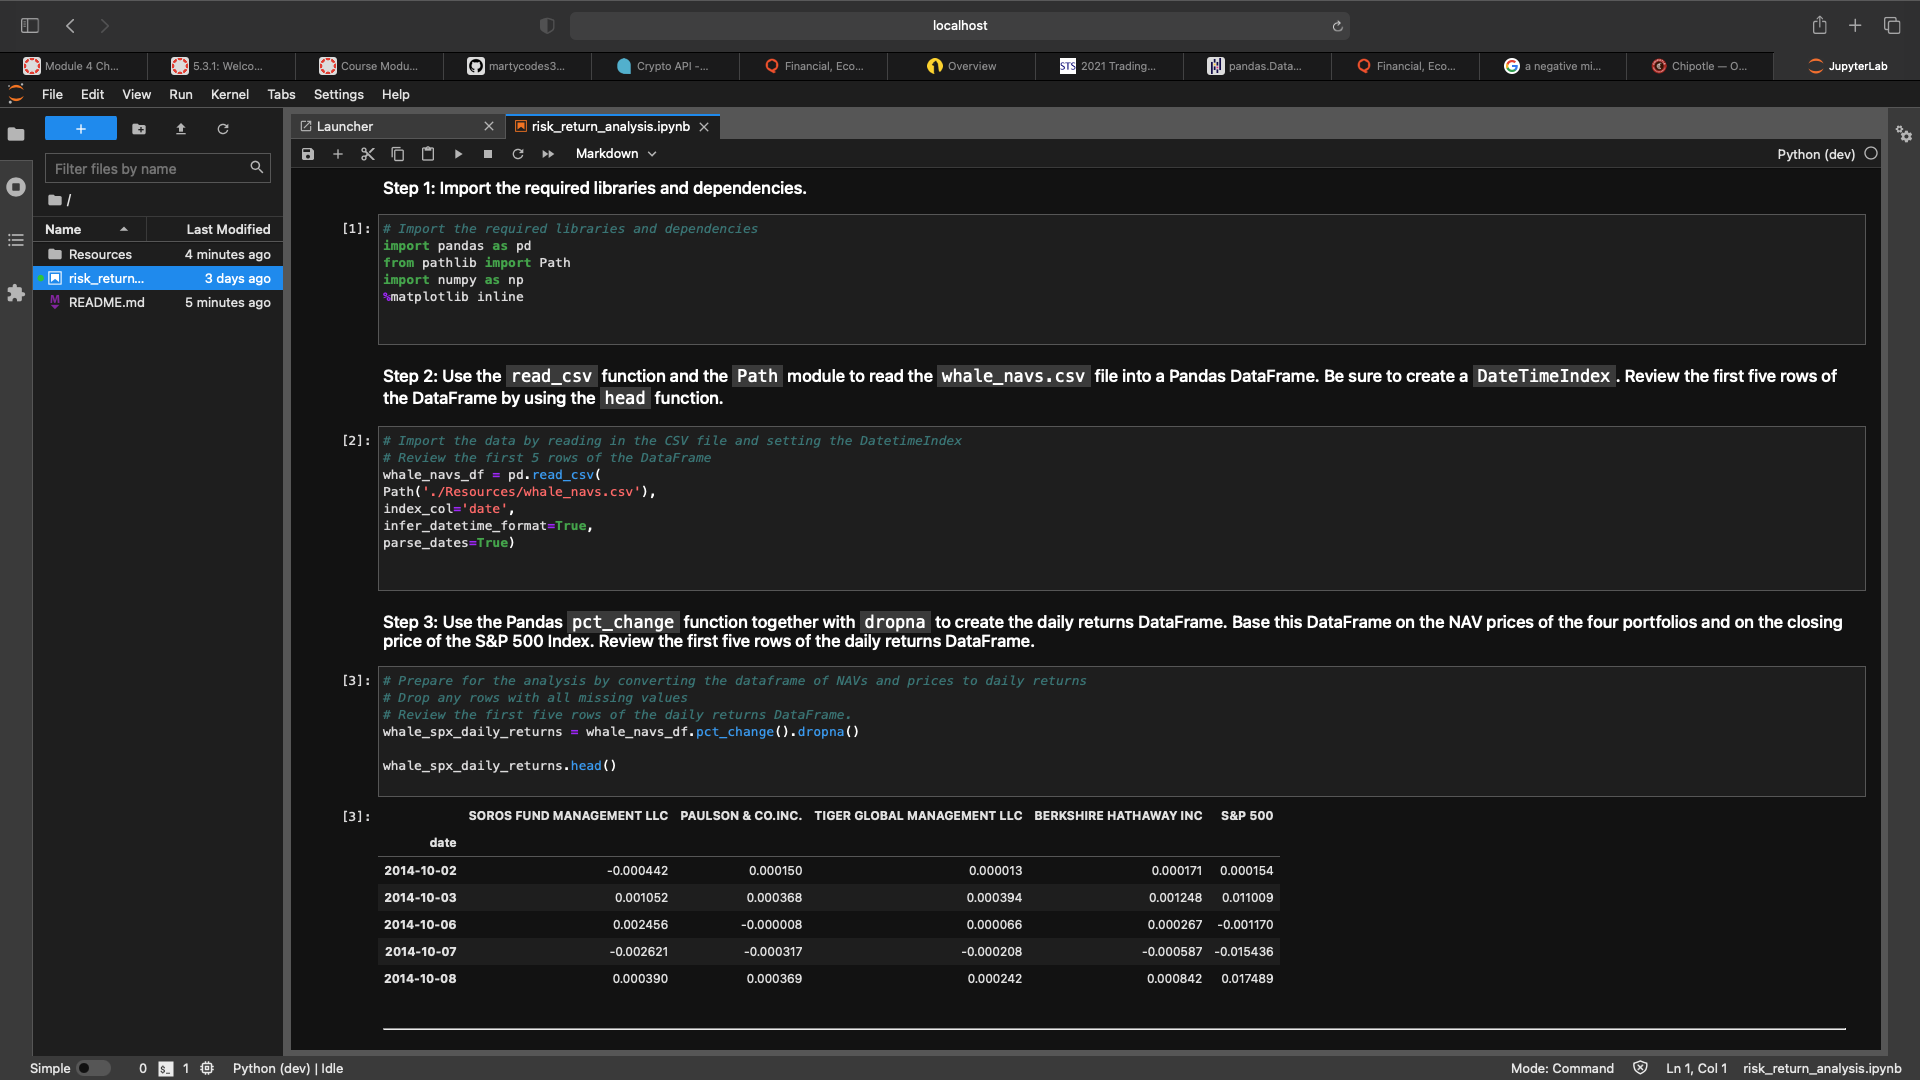 localhost
Module 4 Ch...
5.3.1: Welco...
Course Modu...
martycodes3...
Crypto API -...
Financial, Eco...
Overview
STS 2021 Trading...
pandas.Data...
Financial, Eco...
a negative mi...
Chipotle — O...
JupyterLab
File Edit View Run Kernel Tabs Settings Help
+
Filter files by name
/
Name Last Modified
Resources 4 minutes ago
risk_return... 3 days ago
README.md 5 minutes ago
Launcher
risk_return_analysis.ipynb
Markdown
Python (dev)
Step 1: Import the required libraries and dependencies.
[1]:
# Import the required libraries and dependencies
import pandas as pd
from pathlib import Path
import numpy as np
%matplotlib inline
Step 2: Use the read_csv function and the Path module to read the whale_navs.csv file into a Pandas DataFrame. Be sure to create a DateTimeIndex. Review the first five rows of
the DataFrame by using the head function.
[2]:
# Import the data by reading in the CSV file and setting the DatetimeIndex
# Review the first 5 rows of the DataFrame
whale_navs_df = pd.read_csv(
Path('./Resources/whale_navs.csv'),
index_col='date',
infer_datetime_format=True,
parse_dates=True)
Step 3: Use the Pandas pct_change function together with dropna to create the daily returns DataFrame. Base this DataFrame on the NAV prices of the four portfolios and on the closing
price of the S&P 500 Index. Review the first five rows of the daily returns DataFrame.
[3]:
# Prepare for the analysis by converting the dataframe of NAVs and prices to daily returns
# Drop any rows with all missing values
# Review the first five rows of the daily returns DataFrame.
whale_spx_daily_returns = whale_navs_df.pct_change().dropna()
whale_spx_daily_returns.head()
[3]:
SOROS FUND MANAGEMENT LLC PAULSON & CO.INC. TIGER GLOBAL MANAGEMENT LLC BERKSHIRE HATHAWAY INC S&P 500
date
2014-10-02 -0.000442 0.000150 0.000013 0.000171 0.000154
2014-10-03 0.001052 0.000368 0.000394 0.001248 0.011009
2014-10-06 0.002456 -0.000008 0.000066 0.000267 -0.001170
2014-10-07 -0.002621 -0.000317 -0.000208 -0.000587 -0.015436
2014-10-08 0.000390 0.000369 0.000242 0.000842 0.017489
Simple 0 $_ 1 Python (dev) | Idle
Mode: Command Ln 1, Col 1 risk_return_analysis.ipynb